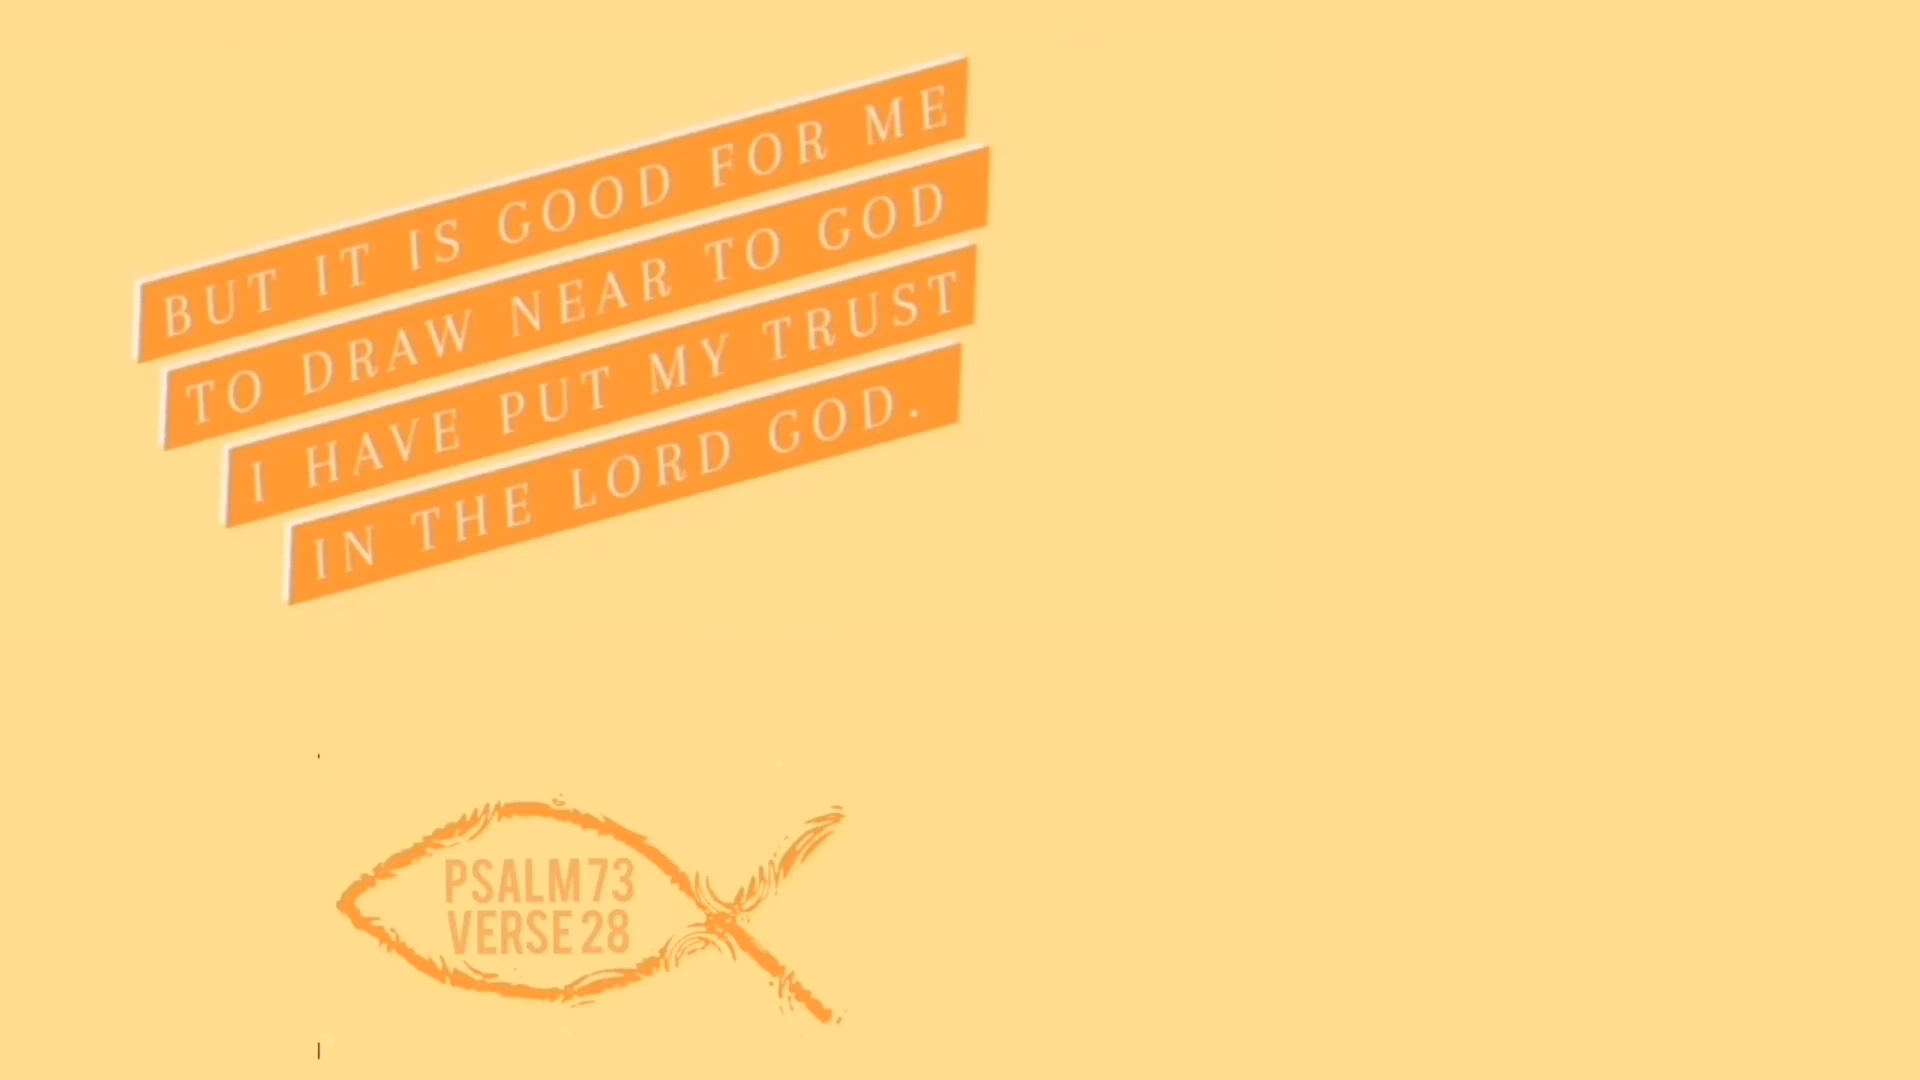 BUT IT IS GOOD FOR ME
TO DRAW NEAR TO GOD
I HAVE PUT MY TRUST
IN THE LORD GOD.
PSALM 73
VERSE 28